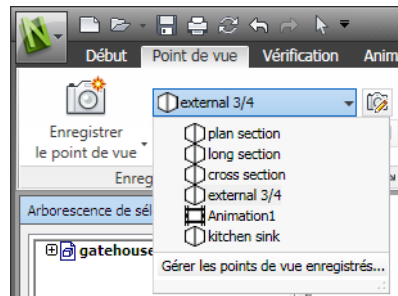 Début Point de vue Vérification Anim
external 3/4
Enregistrer
le point de vue
plan section
long section
cross section
external 3/4
Animation1
kitchen sink
Gérer les points de vue enregistrés...
Enreg
Arborescence de sél
gatehouse